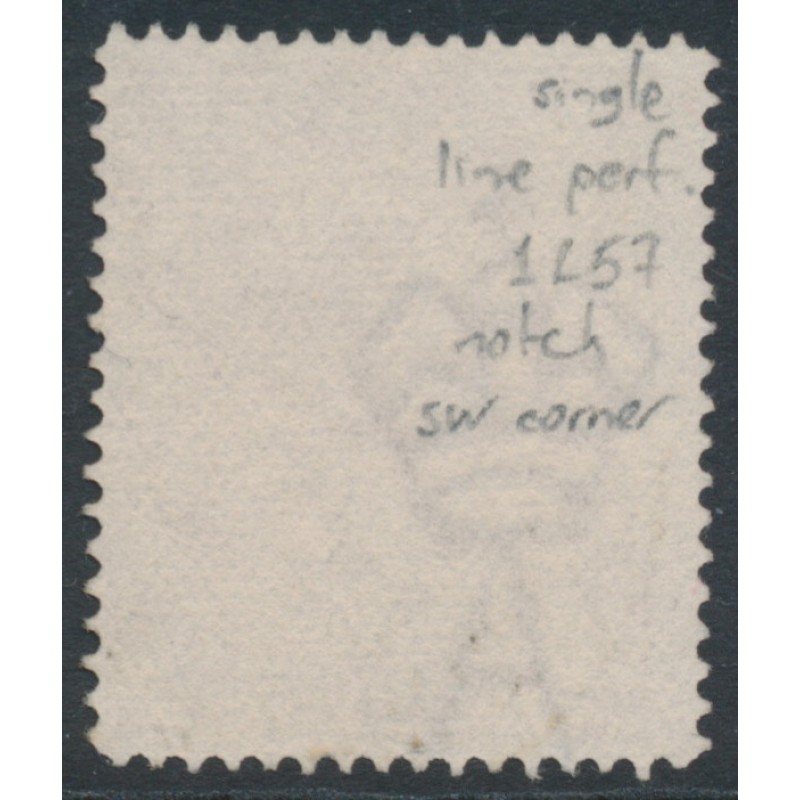 single
line perf.
1L57
notch
SW corner